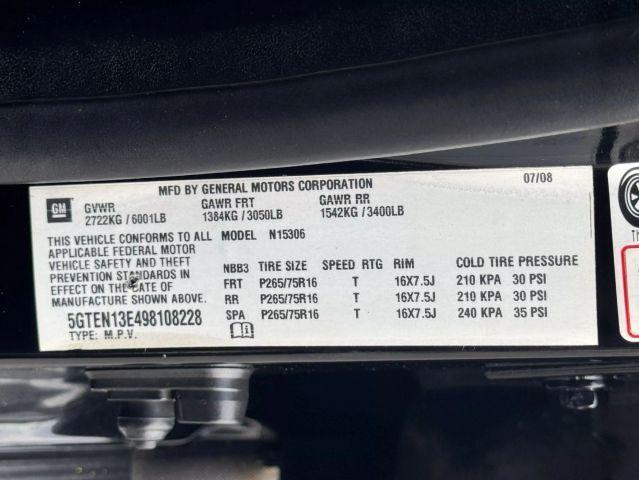 MFD BY GENERAL MOTORS CORPORATION 07/08
GM GVWR GAWR FRT GAWR RR
2722KG / 6001LB 1384KG / 3050LB 1542KG / 3400LB
THIS VEHICLE CONFORMS TO ALL MODEL N15306
APPLICABLE FEDERAL MOTOR
VEHICLE SAFETY AND THEFT
PREVENTION STANDARDS IN
EFFECT ON THE DATE OF
MANUFACTURE SHOWN ABOVE.
5GTEN13E498108228
TYPE: M.P.V.
NBB3 TIRE SIZE SPEED RTG RIM COLD TIRE PRESSURE
FRT P265/75R16 T 16X7.5J 210 KPA 30 PSI
RR P265/75R16 T 16X7.5J 210 KPA 30 PSI
SPA P265/75R16 T 16X7.5J 240 KPA 35 PSI